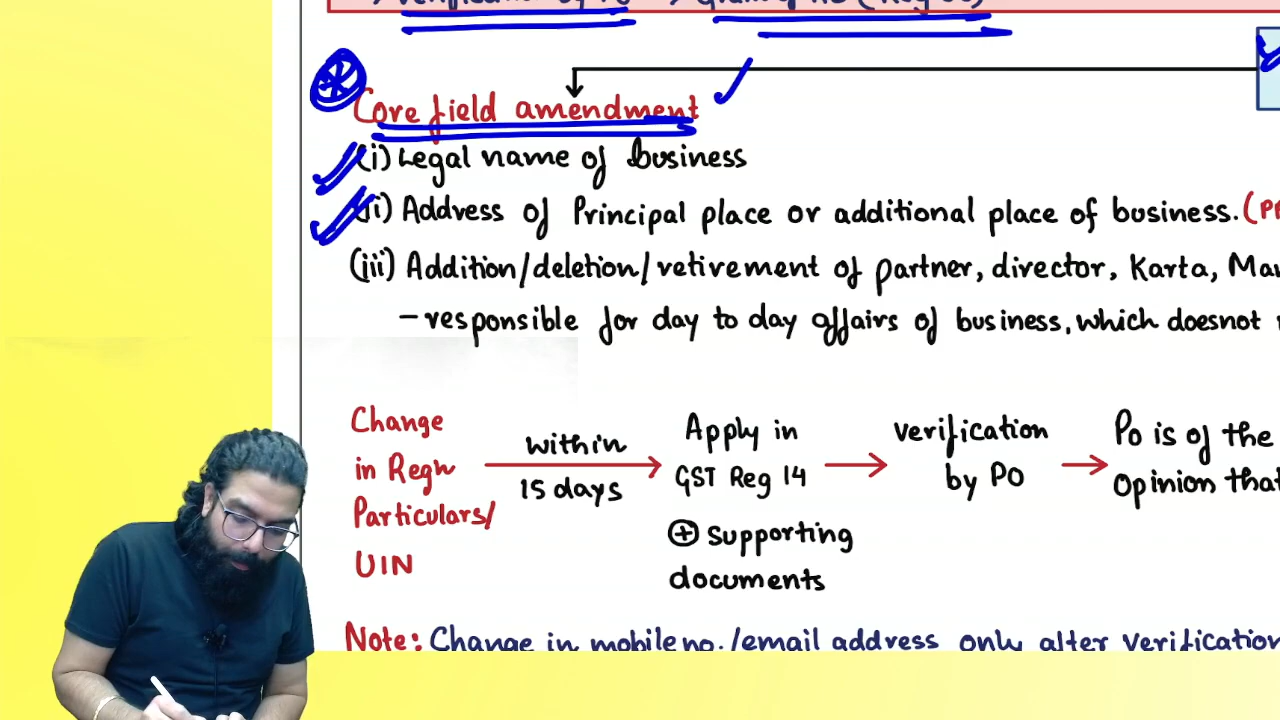 Core field amendment
(i) Legal name of business
(ii) Address of Principal place or additional place of business.
(iii) Addition/deletion/retirement of partner, director, Karta,
- responsible for day to day affairs of business, which doesnot
Change
in Regn
Particulars/
UIN
within
15 days
Apply in
GST Reg 14
⊕ supporting
documents
verification
by PO
PO is of the
opinion that
Note: Change in mobile no./email address only after verification